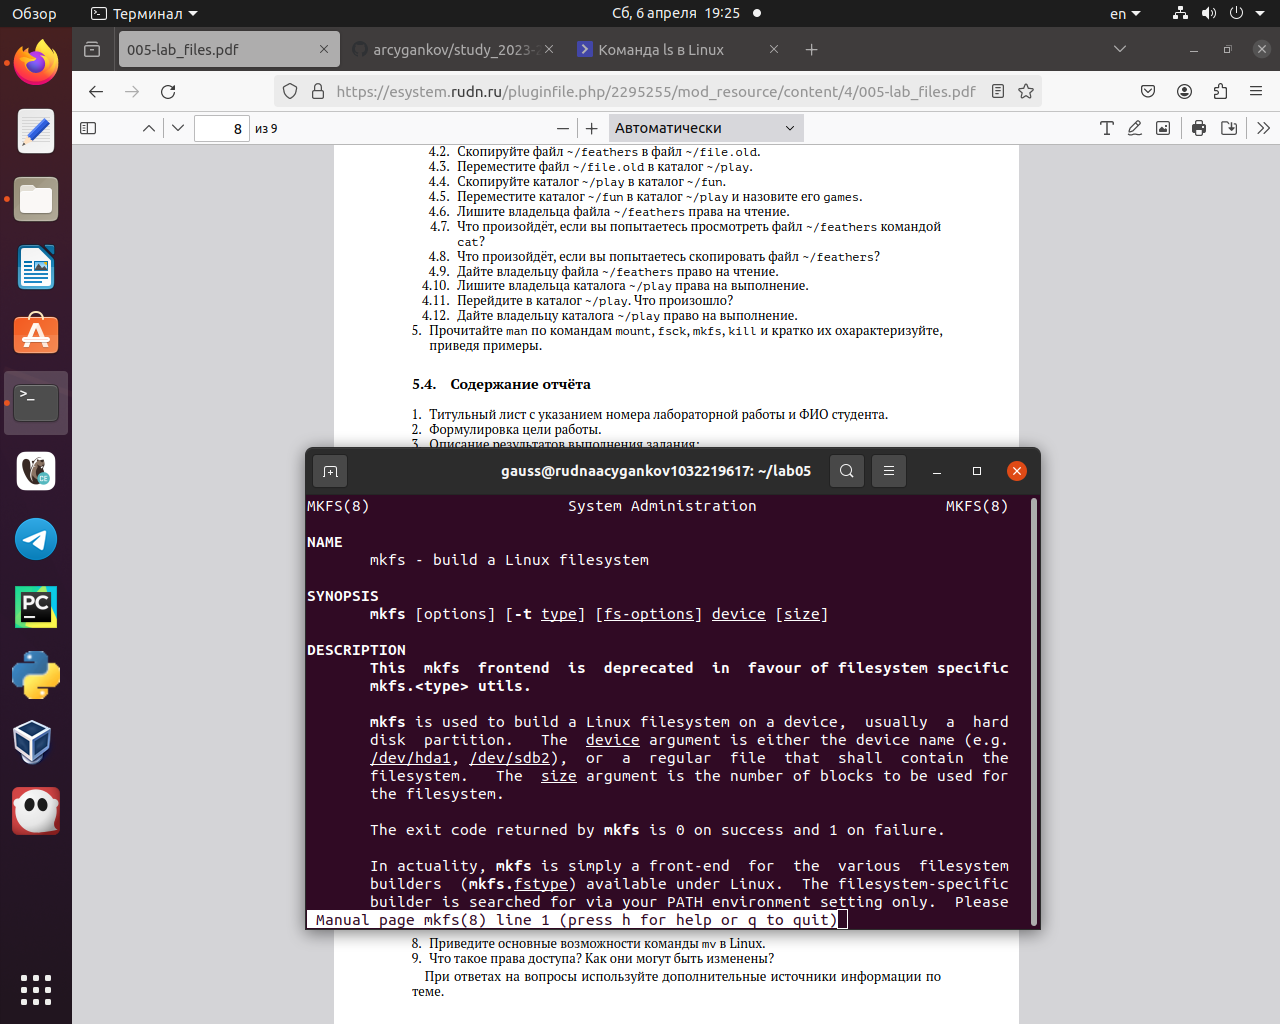 Обзор
Терминал
Сб, 6 апреля 19:25
en
005-lab_files.pdf
arcygankov/study_2023-2
Команда ls в Linux
https://esystem.rudn.ru/pluginfile.php/2295255/mod_resource/content/4/005-lab_files.pdf
8
из 9
Автоматически
4.2. Скопируйте файл ~/feathers в файл ~/file.old.
4.3. Переместите файл ~/file.old в каталог ~/play.
4.4. Скопируйте каталог ~/play в каталог ~/fun.
4.5. Переместите каталог ~/fun в каталог ~/play и назовите его games.
4.6. Лишите владельца файла ~/feathers права на чтение.
4.7. Что произойдёт, если вы попытаетесь просмотреть файл ~/feathers командой
cat?
4.8. Что произойдёт, если вы попытаетесь скопировать файл ~/feathers?
4.9. Дайте владельцу файла ~/feathers право на чтение.
4.10. Лишите владельца каталога ~/play права на выполнение.
4.11. Перейдите в каталог ~/play. Что произошло?
4.12. Дайте владельцу каталога ~/play право на выполнение.
5. Прочитайте man по командам mount, fsck, mkfs, kill и кратко их охарактеризуйте,
приведя примеры.
5.4. Содержание отчёта
1. Титульный лист с указанием номера лабораторной работы и ФИО студента.
2. Формулировка цели работы.
3. Описание результатов выполнения задания:
gauss@rudnaacygankov1032219617: ~/lab05
MKFS(8) System Administration MKFS(8)
NAME
mkfs - build a Linux filesystem
SYNOPSIS
mkfs [options] [-t type] [fs-options] device [size]
DESCRIPTION
This mkfs frontend is deprecated in favour of filesystem specific
mkfs.<type> utils.
mkfs is used to build a Linux filesystem on a device, usually a hard
disk partition. The device argument is either the device name (e.g.
/dev/hda1, /dev/sdb2), or a regular file that shall contain the
filesystem. The size argument is the number of blocks to be used for
the filesystem.
The exit code returned by mkfs is 0 on success and 1 on failure.
In actuality, mkfs is simply a front-end for the various filesystem
builders (mkfs.fstype) available under Linux. The filesystem-specific
builder is searched for via your PATH environment setting only. Please
Manual page mkfs(8) line 1 (press h for help or q to quit)
8. Приведите основные возможности команды mv в Linux.
9. Что такое права доступа? Как они могут быть изменены?
При ответах на вопросы используйте дополнительные источники информации по
теме.